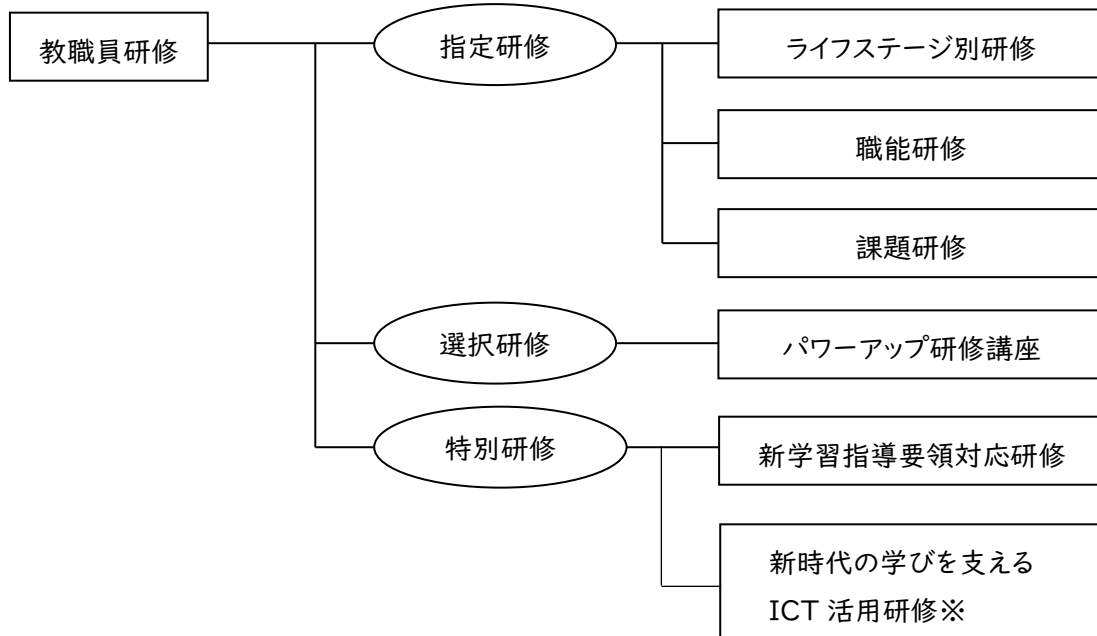 教職員研修
指定研修
ライフステージ別研修
職能研修
課題研修
選択研修
パワーアップ研修講座
特別研修
新学習指導要領対応研修
新時代の学びを支える
ICT 活用研修※